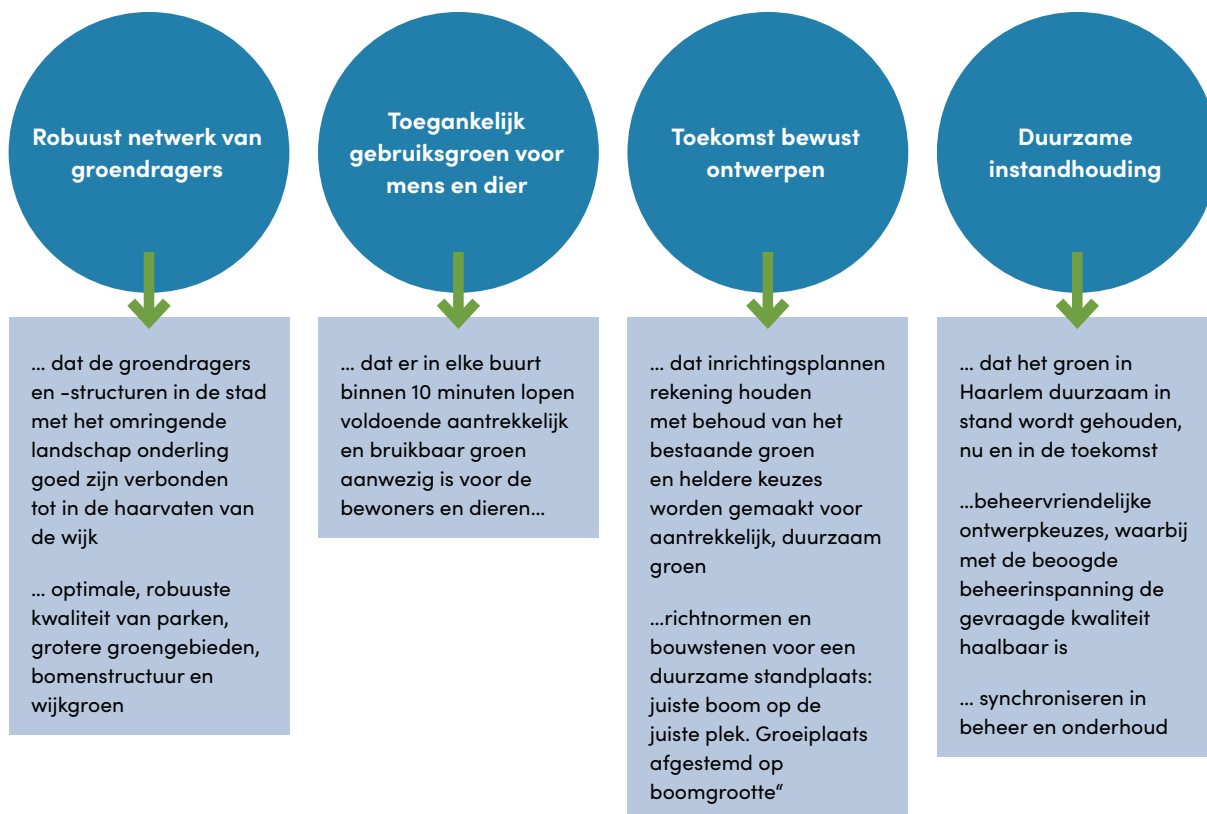 Robuust netwerk van
groendragers
... dat de groendragers
en -structuren in de stad
met het omringende
landschap onderling
goed zijn verbonden
tot in de haarvaten van
de wijk
... optimale, robuuste
kwaliteit van parken,
grotere groengebieden,
bomenstructuur en
wijkgroen
Toegankelijk
gebruiksgroen voor
mens en dier
... dat er in elke buurt
binnen 10 minuten lopen
voldoende aantrekkelijk
en bruikbaar groen
aanwezig is voor de
bewoners en dieren...
Toekomst bewust
ontwerpen
... dat inrichtingsplannen
rekening houden
met behoud van het
bestaande groen
en heldere keuzes
worden gemaakt voor
aantrekkelijk, duurzaam
groen
...richtnormen en
bouwstenen voor een
duurzame standplaats:
juiste boom op de
juiste plek. Groeiplaats
afgestemd op
boomgrootte“
Duurzame
instandhouding
... dat het groen in
Haarlem duurzaam in
stand wordt gehouden,
nu en in de toekomst
...beheervriendelijke
ontwerpkeuzes, waarbij
met de beoogde
beheerinspanning de
gevraagde kwaliteit
haalbaar is
... synchroniseren in
beheer en onderhoud